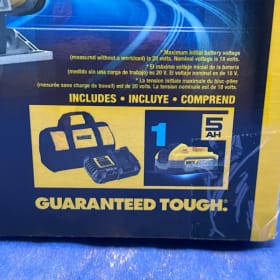 * Maximum initial battery voltage
(measured without a workload) is 20 volts. Nominal voltage is 18 volts.
* El máximo voltaje inicial de la batería
(medido sin una carga de trabajo) es 20 V. El voltaje nominal es de 18 V.
* La tension initiale maximale du bloc-piles
(mesurée sans charge de travail) est de 20 volts. La tension nominale est de 18 volts.
INCLUDES • INCLUYE • COMPREND
1
5
AH
GUARANTEED TOUGH.®